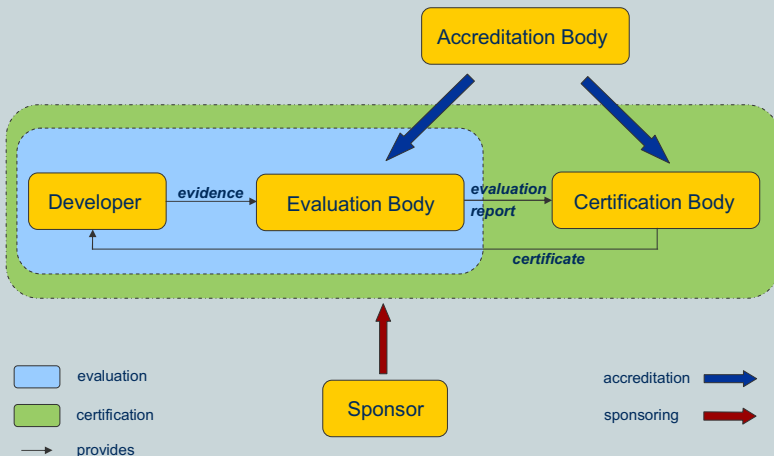 Accreditation Body
Developer
evidence
Evaluation Body
evaluation
report
Certification Body
certificate
Sponsor
evaluation
certification
provides
accreditation
sponsoring